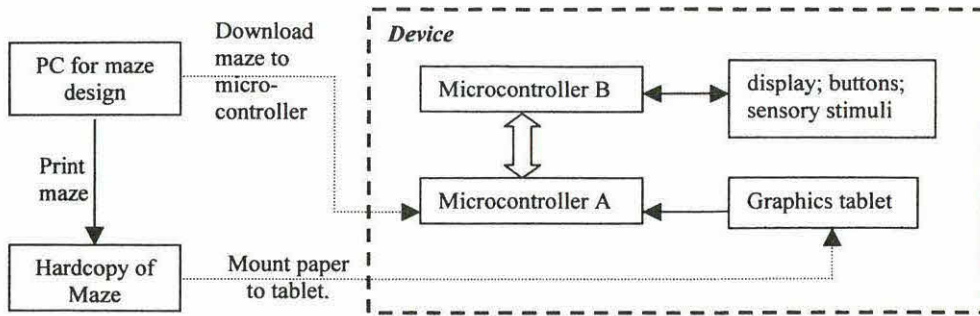 PC for maze
design
Download
maze to
micro-
controller
Print
maze
Hardcopy of
Maze
Mount paper
to tablet.
Device
Microcontroller B
display; buttons;
sensory stimuli
Microcontroller A
Graphics tablet